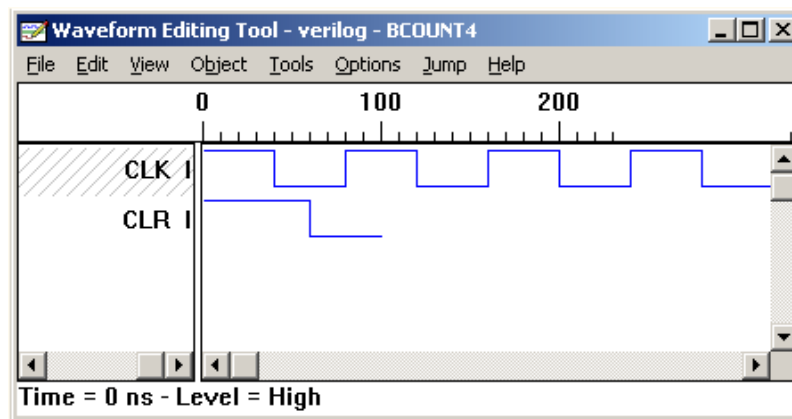 Waveform Editing Tool - verilog - BCOUNT4
File Edit View Object Tools Options Jump Help
0 100 200
CLK I
CLR I
Time = 0 ns - Level = High